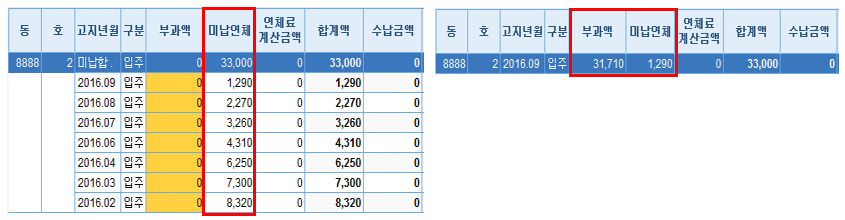 동 호 고지년월 구분 부과액 미납연체 연체료 계산금액 합계액 수납금액
8888 2 미납합 . 입주 0 33,000 0 33,000 0
2016.09 입주 0 1,290 0 1,290 0
2016.08 입주 0 2,270 0 2,270 0
2016.07 입주 0 3,260 0 3,260 0
2016.06 입주 0 4,310 0 4,310 0
2016.04 입주 0 6,250 0 6,250 0
2016.03 입주 0 7,300 0 7,300 0
2016.02 입주 0 8,320 0 8,320 0
동 호 고지년월 구분 부과액 미납연체 연체료 계산금액 합계액 수납금액
8888 2 2016.09 입주 31,710 1,290 0 33,000 0